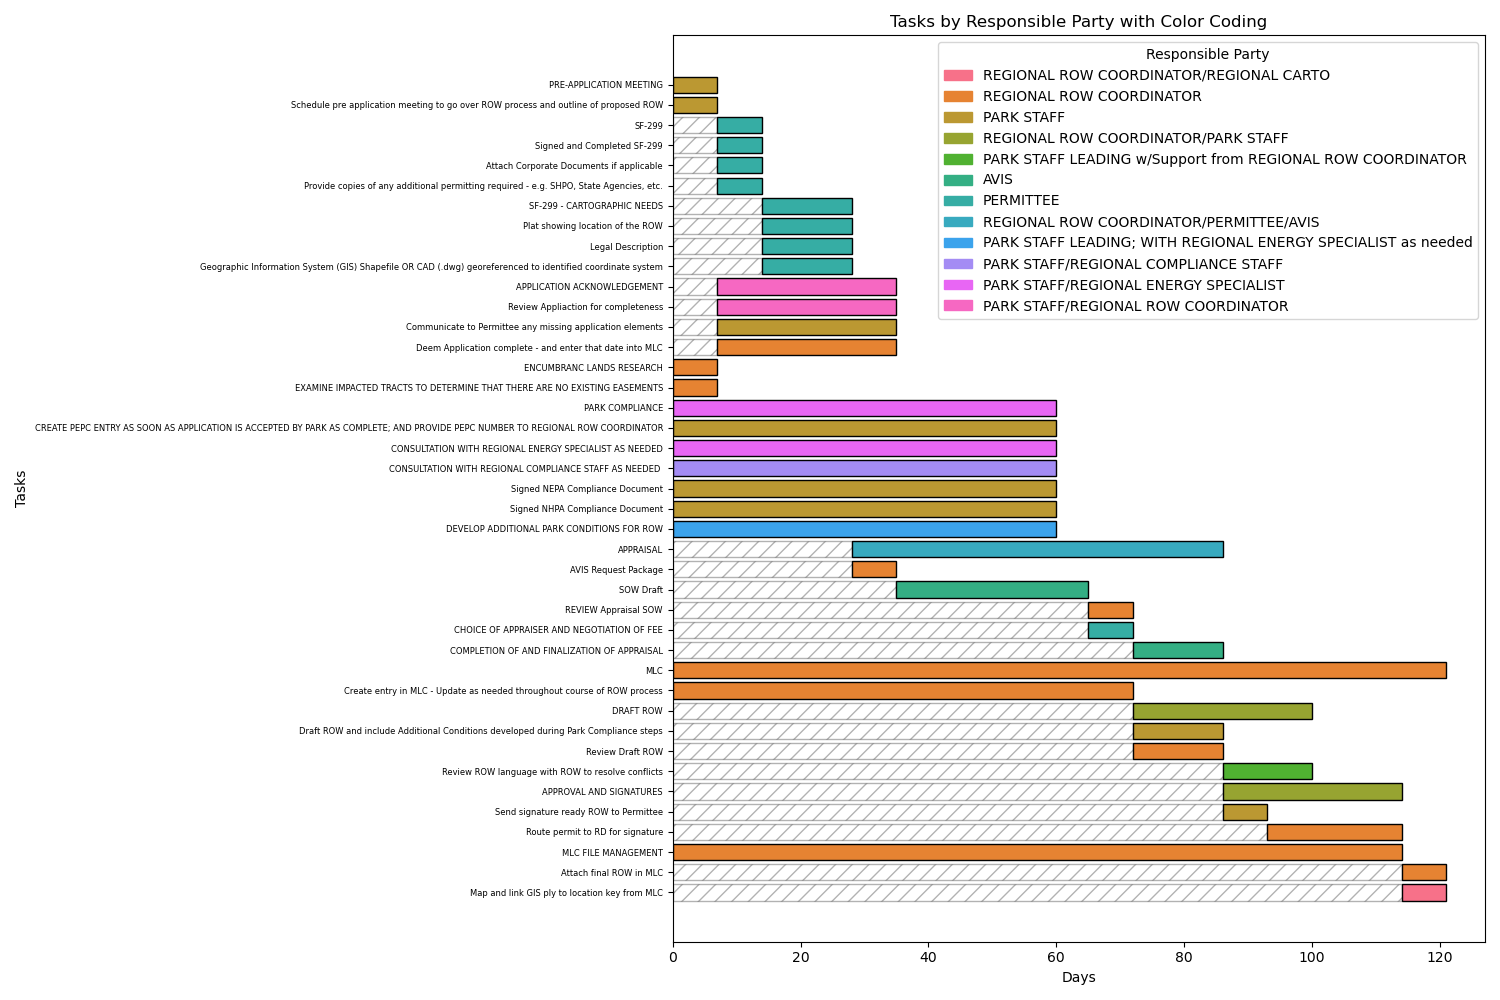 Tasks by Responsible Party with Color Coding
Responsible Party
REGIONAL ROW COORDINATOR/REGIONAL CARTO
REGIONAL ROW COORDINATOR
PARK STAFF
REGIONAL ROW COORDINATOR/PARK STAFF
PARK STAFF LEADING w/Support from REGIONAL ROW COORDINATOR
AVIS
PERMITTEE
REGIONAL ROW COORDINATOR/PERMITTEE/AVIS
PARK STAFF LEADING; WITH REGIONAL ENERGY SPECIALIST as needed
PARK STAFF/REGIONAL COMPLIANCE STAFF
PARK STAFF/REGIONAL ENERGY SPECIALIST
PARK STAFF/REGIONAL ROW COORDINATOR
Tasks
PRE-APPLICATION MEETING
Schedule pre application meeting to go over ROW process and outline of proposed ROW
SF-299
Signed and Completed SF-299
Attach Corporate Documents if applicable
Provide copies of any additional permitting required - e.g. SHPO, State Agencies, etc.
SF-299 - CARTOGRAPHIC NEEDS
Plat showing location of the ROW
Legal Description
Geographic Information System (GIS) Shapefile OR CAD (.dwg) georeferenced to identified coordinate system
APPLICATION ACKNOWLEDGEMENT
Review Appliaction for completeness
Communicate to Permittee any missing application elements
Deem Application complete - and enter that date into MLC
ENCUMBRANC LANDS RESEARCH
EXAMINE IMPACTED TRACTS TO DETERMINE THAT THERE ARE NO EXISTING EASEMENTS
PARK COMPLIANCE
CREATE PEPC ENTRY AS SOON AS APPLICATION IS ACCEPTED BY PARK AS COMPLETE; AND PROVIDE PEPC NUMBER TO REGIONAL ROW COORDINATOR
CONSULTATION WITH REGIONAL ENERGY SPECIALIST AS NEEDED
CONSULTATION WITH REGIONAL COMPLIANCE STAFF AS NEEDED
Signed NEPA Compliance Document
Signed NHPA Compliance Document
DEVELOP ADDITIONAL PARK CONDITIONS FOR ROW
APPRAISAL
AVIS Request Package
SOW Draft
REVIEW Appraisal SOW
CHOICE OF APPRAISER AND NEGOTIATION OF FEE
COMPLETION OF AND FINALIZATION OF APPRAISAL
MLC
Create entry in MLC - Update as needed throughout course of ROW process
DRAFT ROW
Draft ROW and include Additional Conditions developed during Park Compliance steps
Review Draft ROW
Review ROW language with ROW to resolve conflicts
APPROVAL AND SIGNATURES
Send signature ready ROW to Permittee
Route permit to RD for signature
MLC FILE MANAGEMENT
Attach final ROW in MLC
Map and link GIS ply to location key from MLC
0 20 40 60 80 100 120
Days